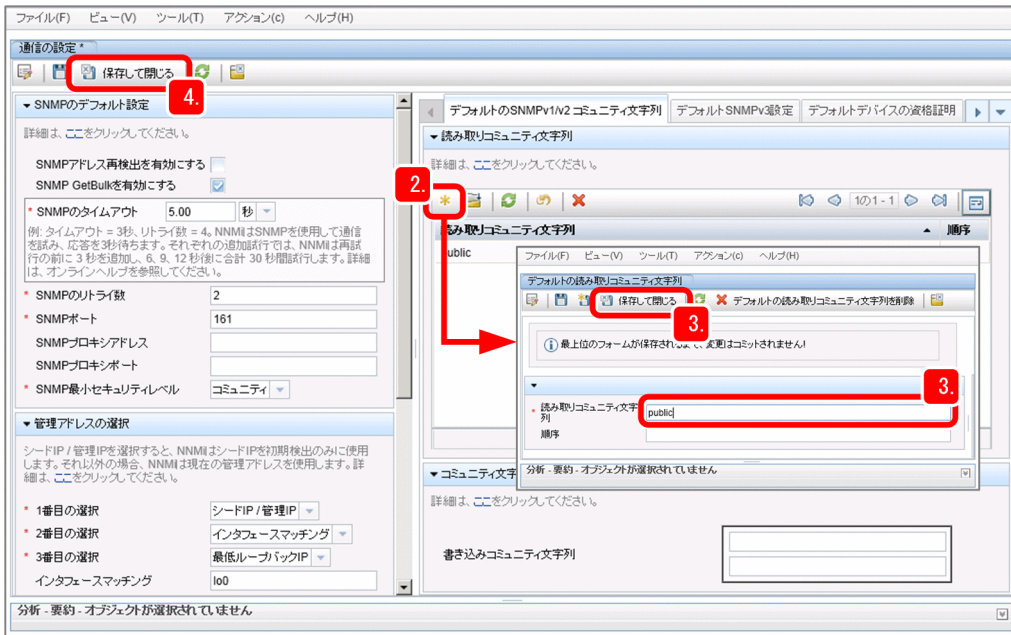 ファイル(F) ビュー(V) ツール(T) アクション(c) ヘルプ(H)
通信の設定 *
保存して閉じる
4.
▼SNMPのデフォルト設定
詳細は、ここをクリックしてください。
SNMPアドレス再検出を有効にする
SNMP GetBulkを有効にする
* SNMPのタイムアウト 5.00 秒
例: タイムアウト = 3秒、リトライ数 = 4。NNMiはSNMPを使用して通信
を試み、応答を3秒待ちます。それぞれの追加試行では、NNMiは再試
行の前に 3 秒を追加し、6、9、12 秒後に合計 30 秒間試行します。詳細
は、オンラインヘルプを参照してください。
* SNMPのリトライ数 2
* SNMPポート 161
SNMPプロキシアドレス
SNMPプロキシポート
* SNMP最小セキュリティレベル コミュニティ
▼管理アドレスの選択
シードIP / 管理IPを選択すると、NNMiはシードIPを初期検出のみに使用
します。それ以外の場合、NNMiは現在の管理アドレスを使用します。詳
細は、ここをクリックしてください。
* 1番目の選択 シードIP / 管理IP
* 2番目の選択 インタフェースマッチング
* 3番目の選択 最低ループバックIP
インタフェースマッチング lo0
デフォルトのSNMPv1/v2 コミュニティ文字列 デフォルトSNMPv3設定 デフォルトデバイスの資格証明
▼読み取りコミュニティ文字列
詳細は、ここをクリックしてください。
2.
1の1 - 1
読み取りコミュニティ文字列 ▲ 順序
public
ファイル(F) ビュー(V) ツール(T) アクション(c) ヘルプ(H)
デフォルトの読み取りコミュニティ文字列
保存して閉じる デフォルトの読み取りコミュニティ文字列を削除
3.
最上位のフォームが保存されるまで、変更はコミットされません!
▼
3.
* 読み取りコミュニティ文字
列 public
順序
分析 - 要約 - オブジェクトが選択されていません
▼コミュニティ文字
詳細は、ここをクリックしてください。
書き込みコミュニティ文字列
分析 - 要約 - オブジェクトが選択されていません